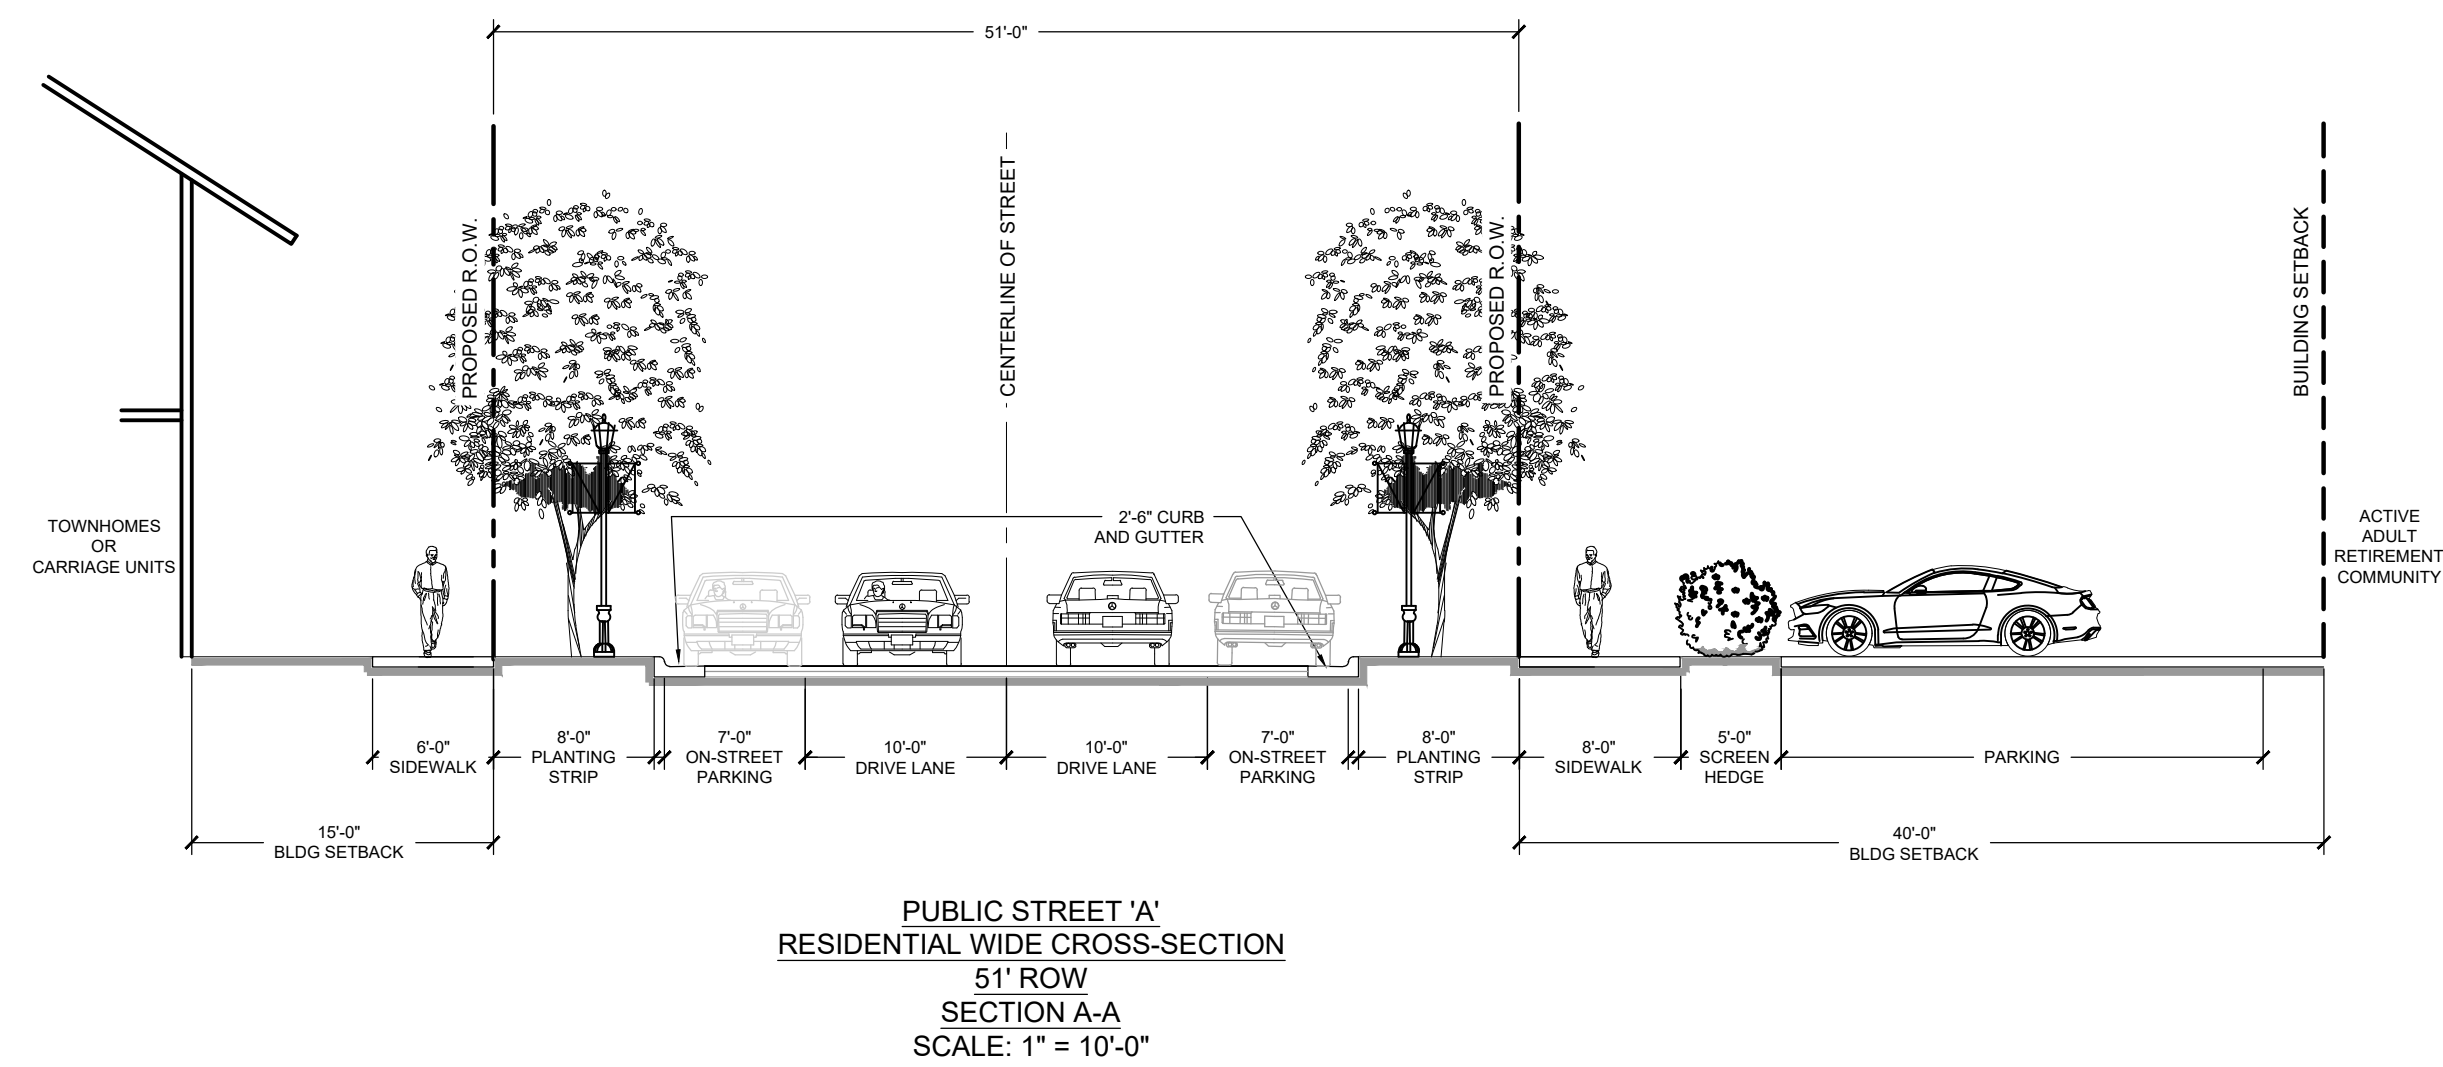 51'-0"
PROPOSED R.O.W.
CENTERLINE OF STREET
PROPOSED R.O.W.
BUILDING SETBACK
TOWNHOMES
OR
CARRIAGE UNITS
2'-6" CURB
AND GUTTER
ACTIVE
ADULT
RETIREMENT
COMMUNITY
6'-0"
SIDEWALK
8'-0"
PLANTING
STRIP
7'-0"
ON-STREET
PARKING
10'-0"
DRIVE LANE
10'-0"
DRIVE LANE
7'-0"
ON-STREET
PARKING
8'-0"
PLANTING
STRIP
8'-0"
SIDEWALK
5'-0"
SCREEN
HEDGE
PARKING
15'-0"
BLDG SETBACK
40'-0"
BLDG SETBACK
PUBLIC STREET 'A'
RESIDENTIAL WIDE CROSS-SECTION
51' ROW
SECTION A-A
SCALE: 1" = 10'-0"